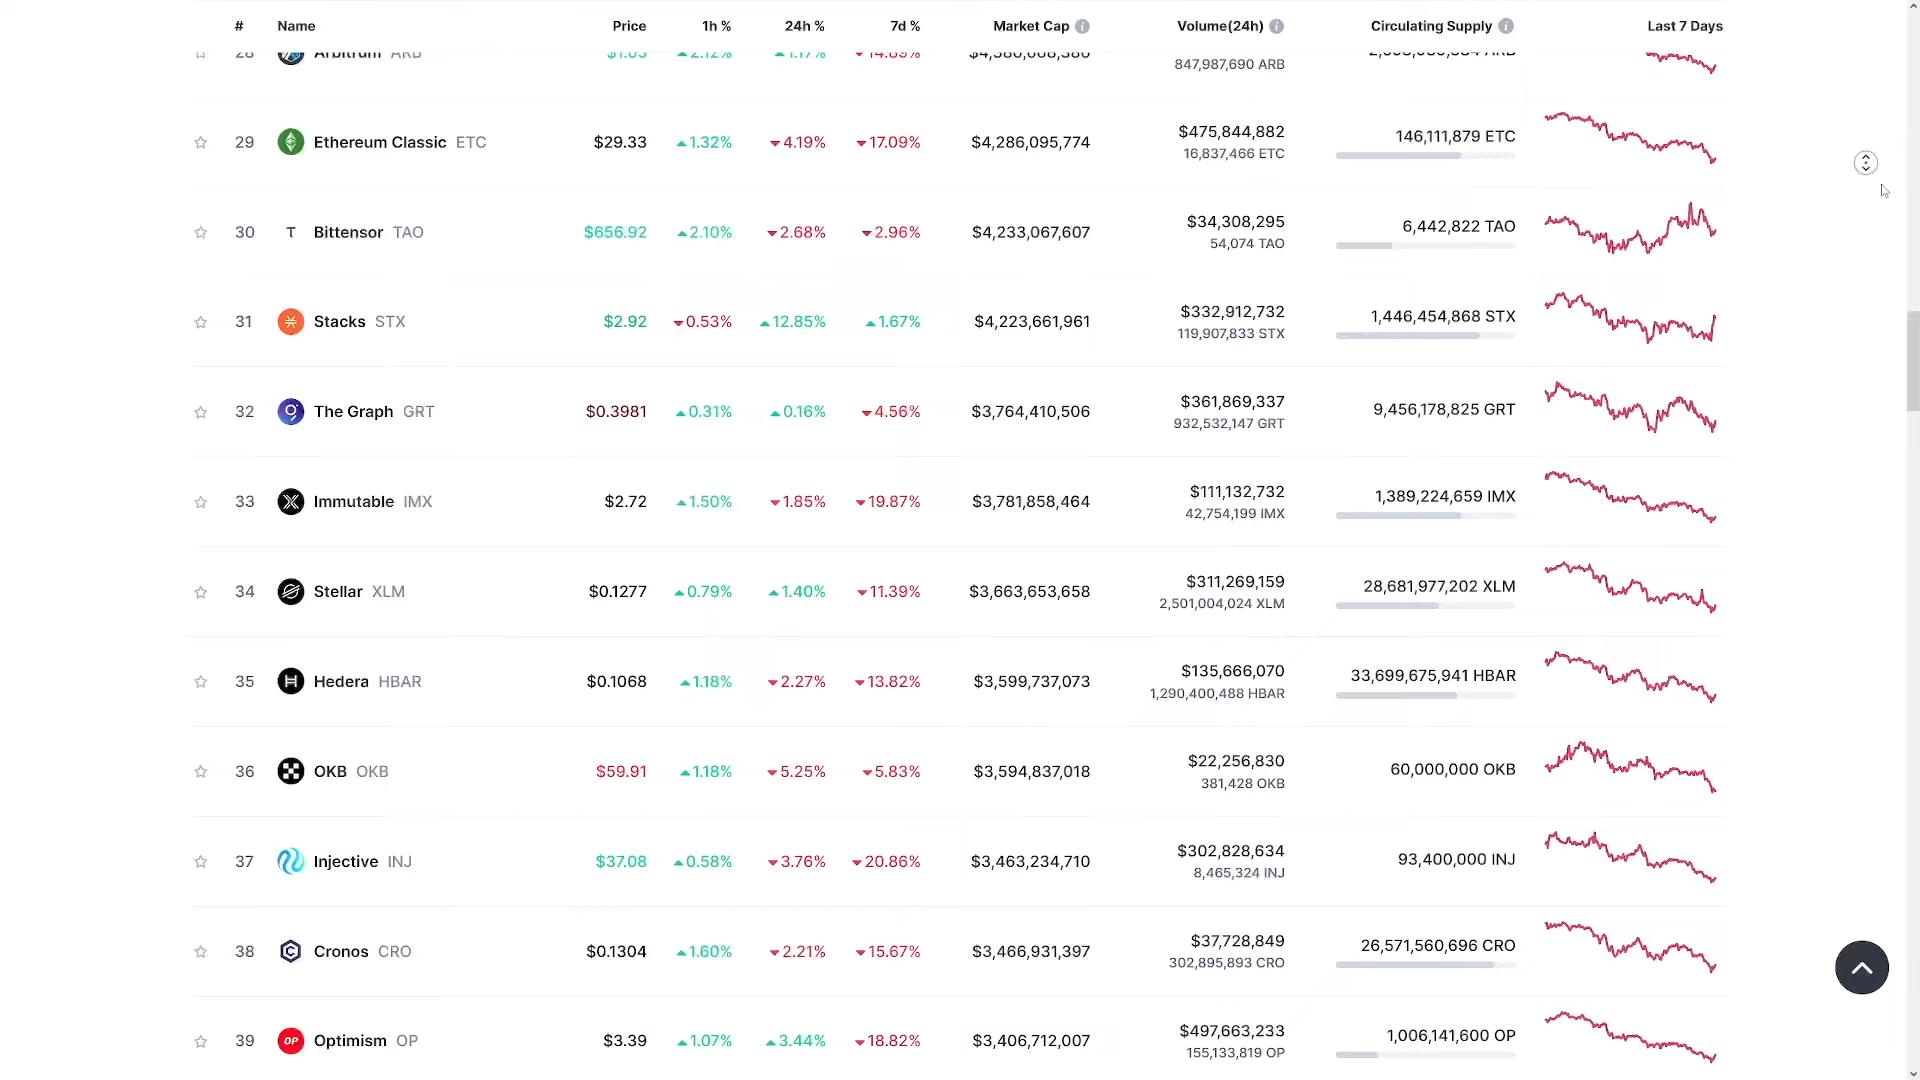 # Name Price 1h % 24h % 7d % Market Cap Volume(24h) Circulating Supply Last 7 Days
28 Arbitrum ARB $1.65 2.12% 1.17% 14.89%
847,987,690 ARB
29 Ethereum Classic ETC $29.33 1.32% 4.19% 17.09% $4,286,095,774 $475,844,882 146,111,879 ETC
16,837,466 ETC
30 T Bittensor TAO $656.92 2.10% 2.68% 2.96% $4,233,067,607 $34,308,295 6,442,822 TAO
54,074 TAO
31 Stacks STX $2.92 0.53% 12.85% 1.67% $4,223,661,961 $332,912,732 1,446,454,868 STX
119,907,833 STX
32 The Graph GRT $0.3981 0.31% 0.16% 4.56% $3,764,410,506 $361,869,337 9,456,178,825 GRT
932,532,147 GRT
33 Immutable IMX $2.72 1.50% 1.85% 19.87% $3,781,858,464 $111,132,732 1,389,224,659 IMX
42,754,199 IMX
34 Stellar XLM $0.1277 0.79% 1.40% 11.39% $3,663,653,658 $311,269,159 28,681,977,202 XLM
2,501,004,024 XLM
35 Hedera HBAR $0.1068 1.18% 2.27% 13.82% $3,599,737,073 $135,666,070 33,699,675,941 HBAR
1,290,400,488 HBAR
36 OKB OKB $59.91 1.18% 5.25% 5.83% $3,594,837,018 $22,256,830 60,000,000 OKB
381,428 OKB
37 Injective INJ $37.08 0.58% 3.76% 20.86% $3,463,234,710 $302,828,634 93,400,000 INJ
8,465,324 INJ
38 Cronos CRO $0.1304 1.60% 2.21% 15.67% $3,466,931,397 $37,728,849 26,571,560,696 CRO
302,895,893 CRO
39 OP Optimism OP $3.39 1.07% 3.44% 18.82% $3,406,712,007 $497,663,233 1,006,141,600 OP
155,133,819 OP